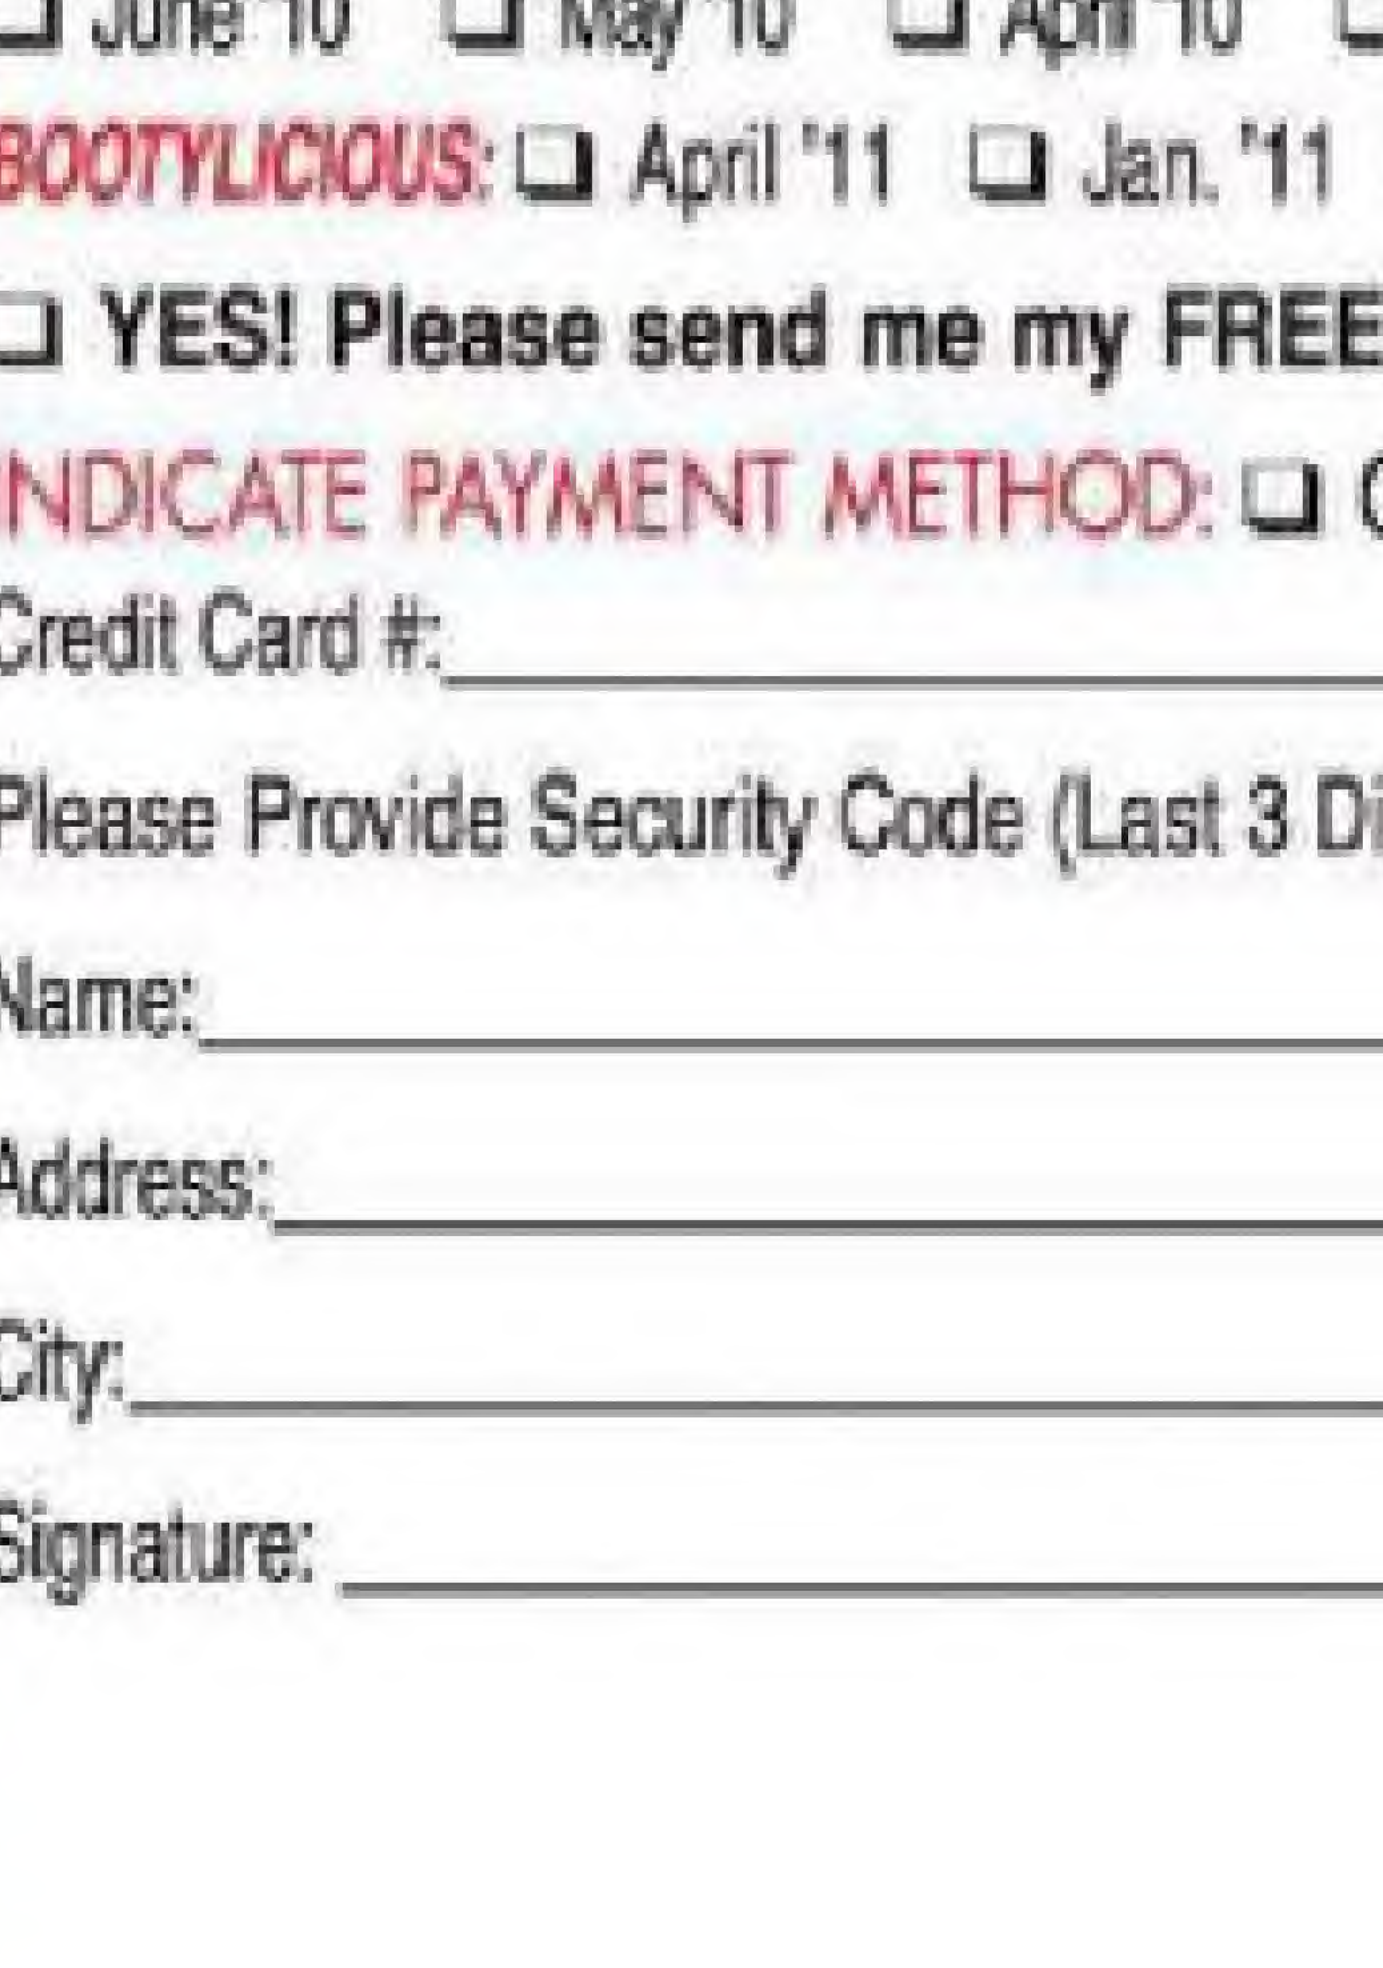 ❏ June '10 ❏ May '10 ❏ April '10 ❏
BOOTYLICIOUS: ❏ April '11 ❏ Jan. '11
❏ YES! Please send me my FREE
INDICATE PAYMENT METHOD: ❏
Credit Card #:
Please Provide Security Code (Last 3 Di
Name:
Address:
City:
Signature: